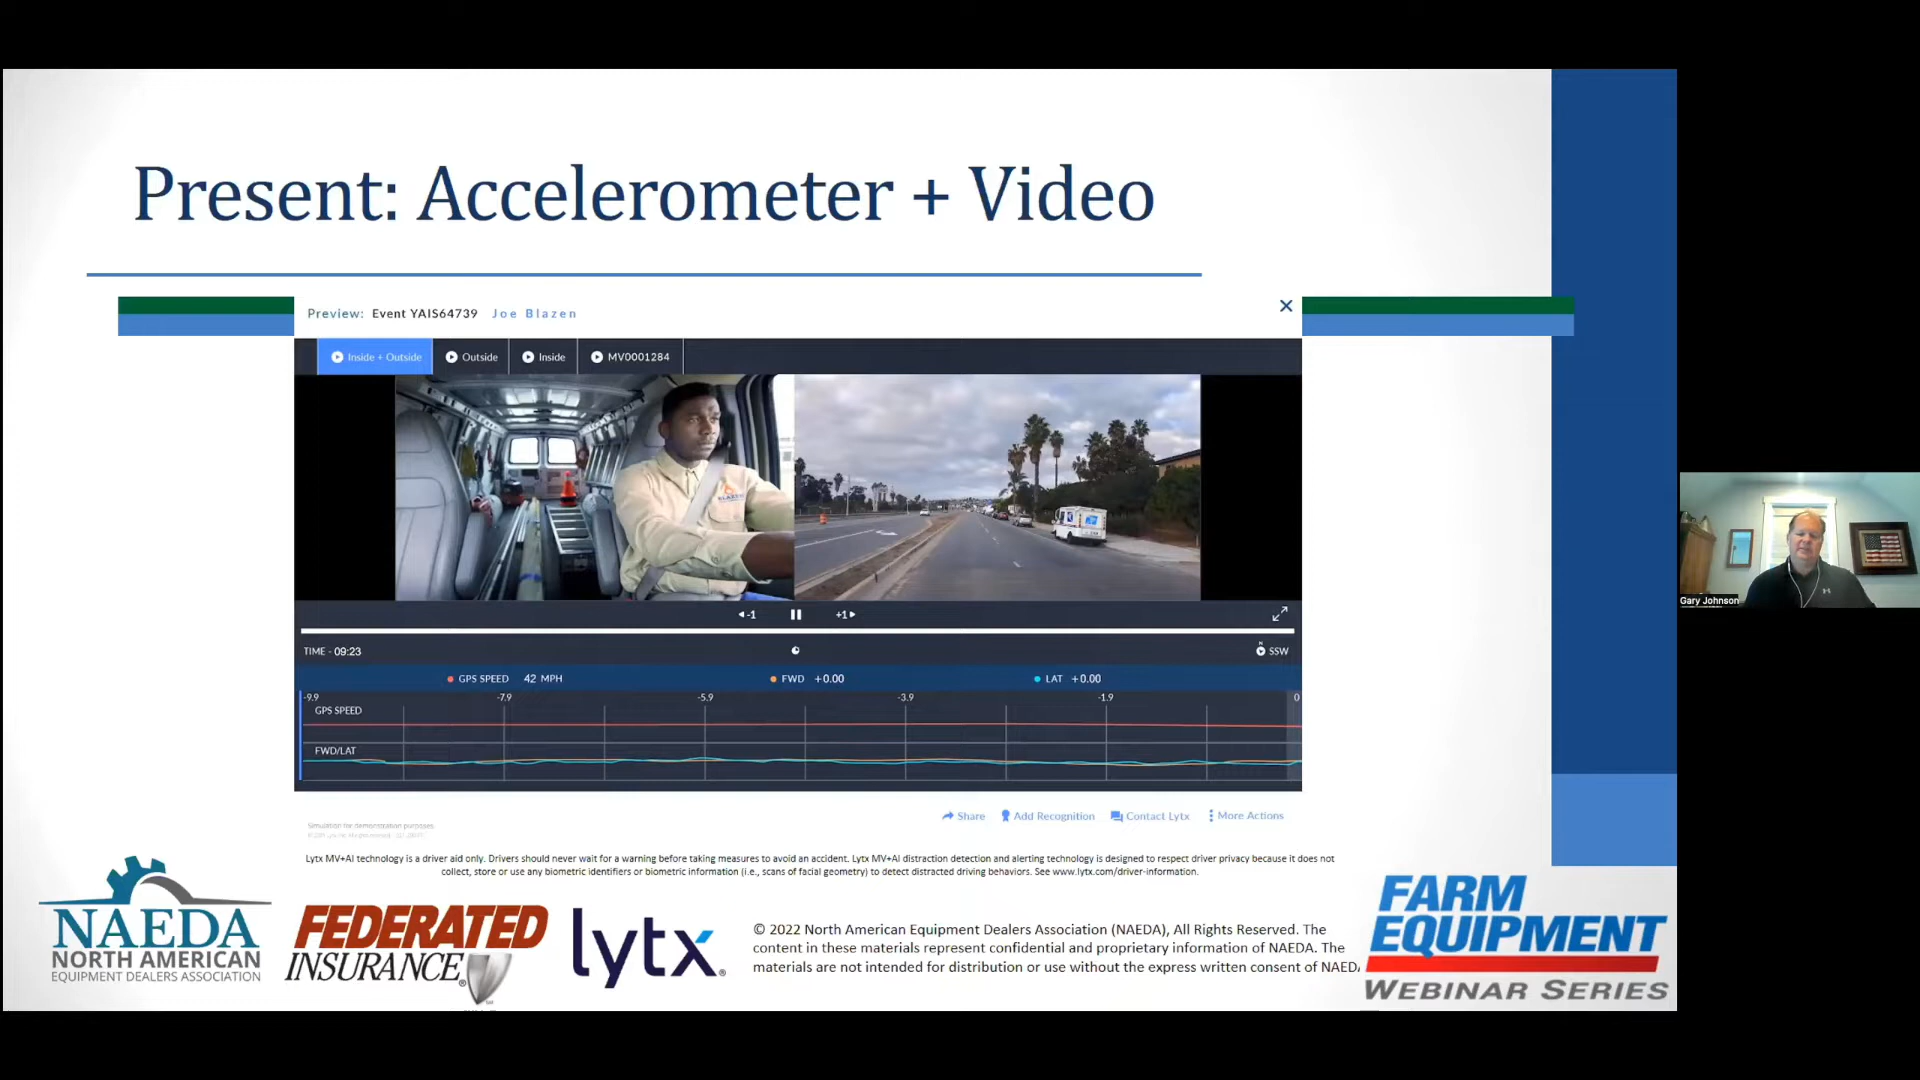 Present: Accelerometer + Video
Preview: Event YAIS64739 Joe Blazen
Inside + Outside Outside Inside MV0001284
-1 +1
TIME - 09:23 SSW
GPS SPEED 42 MPH FWD +0.00 LAT +0.00
-9.9 -7.9 -5.9 -3.9 -1.9 0
GPS SPEED
FWD/LAT
Share Add Recognition Contact Lytx More Actions
Simulation for demonstration purposes.
Lytx MV+AI technology is a driver aid only. Drivers should never wait for a warning before taking measures to avoid an accident. Lytx MV+AI distraction detection and alerting technology is designed to respect driver privacy because it does not
collect, store or use any biometric identifiers or biometric information (i.e., scans of facial geometry) to detect distracted driving behaviors. See www.lytx.com/driver-information.
NAEDA
NORTH AMERICAN
EQUIPMENT DEALERS ASSOCIATION
FEDERATED
INSURANCE®
lytx®
© 2022 North American Equipment Dealers Association (NAEDA), All Rights Reserved. The
content in these materials represent confidential and proprietary information of NAEDA. The
materials are not intended for distribution or use without the express written consent of NAEDA
FARM
EQUIPMENT
WEBINAR SERIES
Gary Johnson